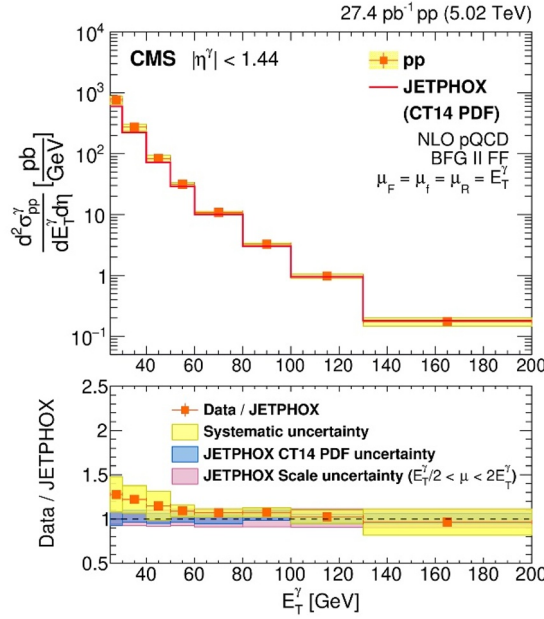 27.4 pb⁻¹ pp (5.02 TeV)
CMS |η^γ| < 1.44
pp
JETPHOX
(CT14 PDF)
NLO pQCD
BFG II FF
μ_F = μ_f = μ_R = E_T^γ
d²σ_pp^γ / dE_T^γ dη [pb/GeV]
10⁴
10³
10²
10
1
10⁻¹
Data / JETPHOX
2.5
2
1.5
1
0.5
Data / JETPHOX
Systematic uncertainty
JETPHOX CT14 PDF uncertainty
JETPHOX Scale uncertainty (E_T^γ/2 < μ < 2E_T^γ)
40 60 80 100 120 140 160 180 200
E_T^γ [GeV]